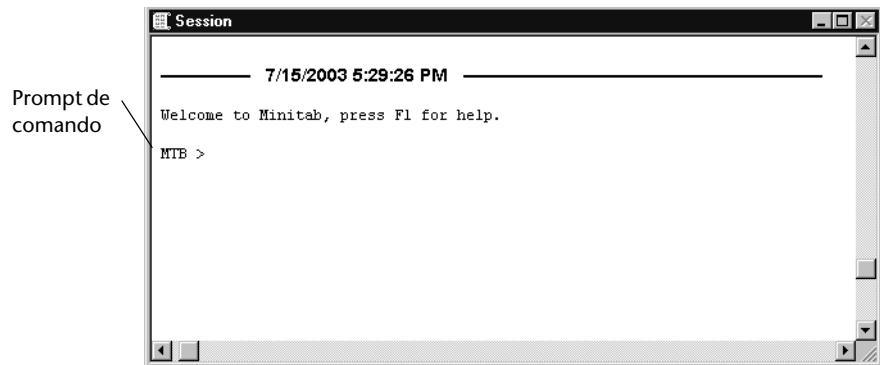 Session
7/15/2003 5:29:26 PM
Prompt de
comando
Welcome to Minitab, press F1 for help.
MTB >